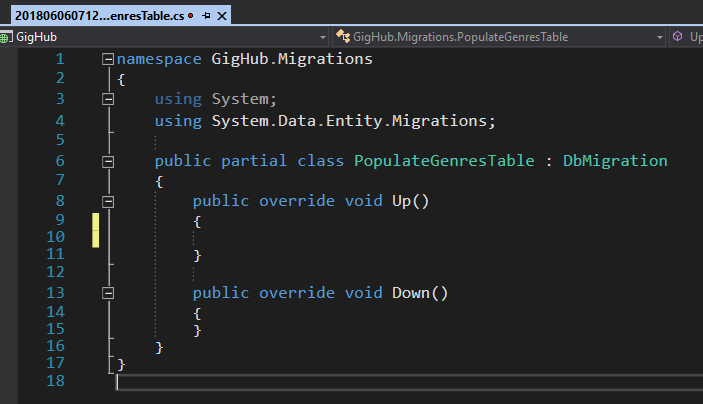 201806060712...enresTable.cs
GigHub
GigHub.Migrations.PopulateGenresTable
Up
1 namespace GigHub.Migrations
2 {
3 using System;
4 using System.Data.Entity.Migrations;
5
6 public partial class PopulateGenresTable : DbMigration
7 {
8 public override void Up()
9 {
10
11 }
12
13 public override void Down()
14 {
15 }
16 }
17 }
18